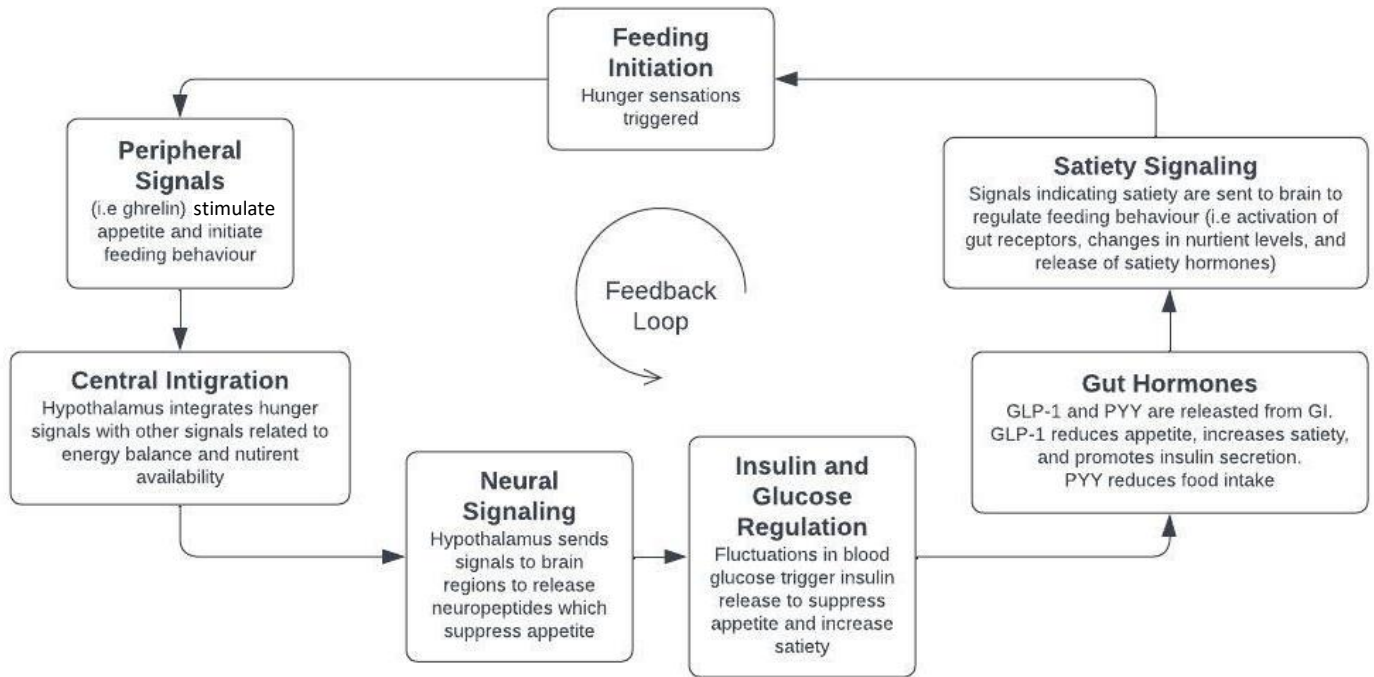 Feeding
Initiation
Hunger sensations
triggered
Peripheral
Signals
(i.e ghrelin) stimulate
appetite and initiate
feeding behaviour
Central Intigration
Hypothalamus integrates hunger
signals with other signals related to
energy balance and nutirent
availability
Neural
Signaling
Hypothalamus sends
signals to brain
regions to release
neuropeptides which
suppress appetite
Insulin and
Glucose
Regulation
Fluctuations in blood
glucose trigger insulin
release to suppress
appetite and increase
satiety
Gut Hormones
GLP-1 and PYY are releasted from GI.
GLP-1 reduces appetite, increases satiety,
and promotes insulin secretion.
PYY reduces food intake
Satiety Signaling
Signals indicating satiety are sent to brain to
regulate feeding behaviour (i.e activation of
gut receptors, changes in nurtient levels, and
release of satiety hormones)
Feedback
Loop